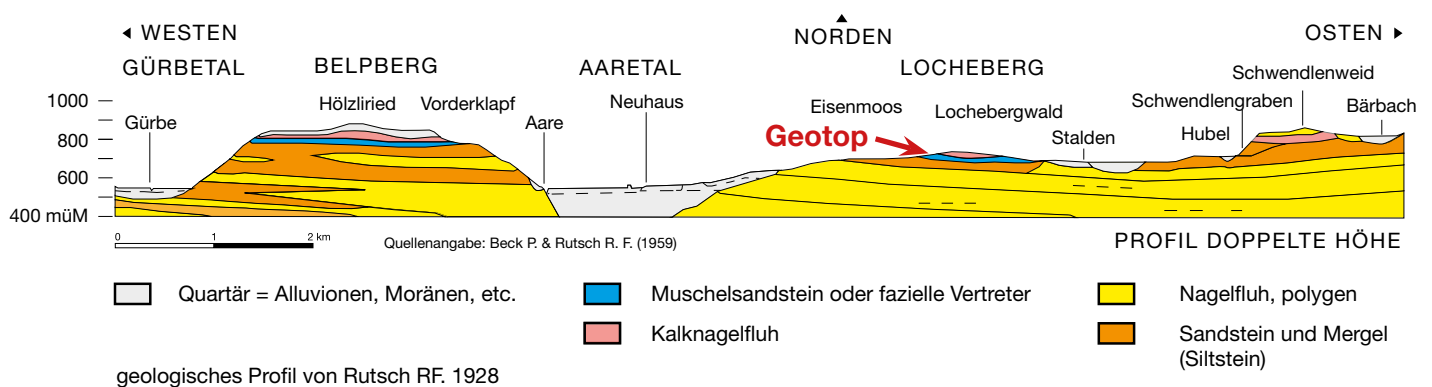 ◄ WESTEN
NORDEN
OSTEN ►
GÜRBETAL BELPBERG AARETAL LOCHEBERG
Schwendlenweid
1000 Hölzliried Vorderklapf Neuhaus Eisenmoos Lochebergwald Schwendlengraben Bärbach
Gürbe Aare Geotop Stalden Hubel
800
600
400 müM
0 1 2 km
Quellenangabe: Beck P. & Rutsch R. F. (1959)
PROFIL DOPPELTE HÖHE
Quartär = Alluvionen, Moränen, etc.
Muschelsandstein oder fazielle Vertreter
Nagelfluh, polygen
Kalknagelfluh
Sandstein und Mergel
(Siltstein)
geologisches Profil von Rutsch RF. 1928